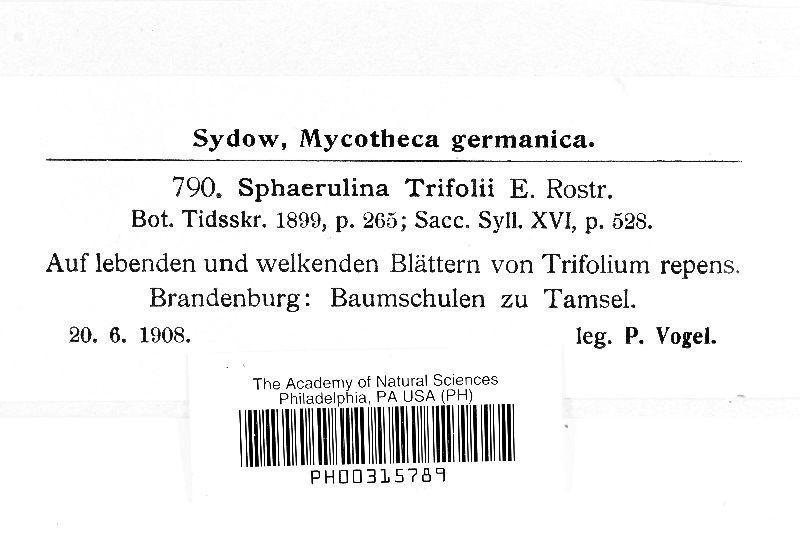 Sydow, Mycotheca germanica.
790. Sphaerulina Trifolii E. Rostr.
Bot. Tidsskr. 1899, p. 265; Sacc. Syll. XVI, p. 528.
Auf lebenden und welkenden Blättern von Trifolium repens.
Brandenburg: Baumschulen zu Tamsel.
20. 6. 1908. leg. P. Vogel.
The Academy of Natural Sciences
Philadelphia, PA USA (PH)
PH00315789